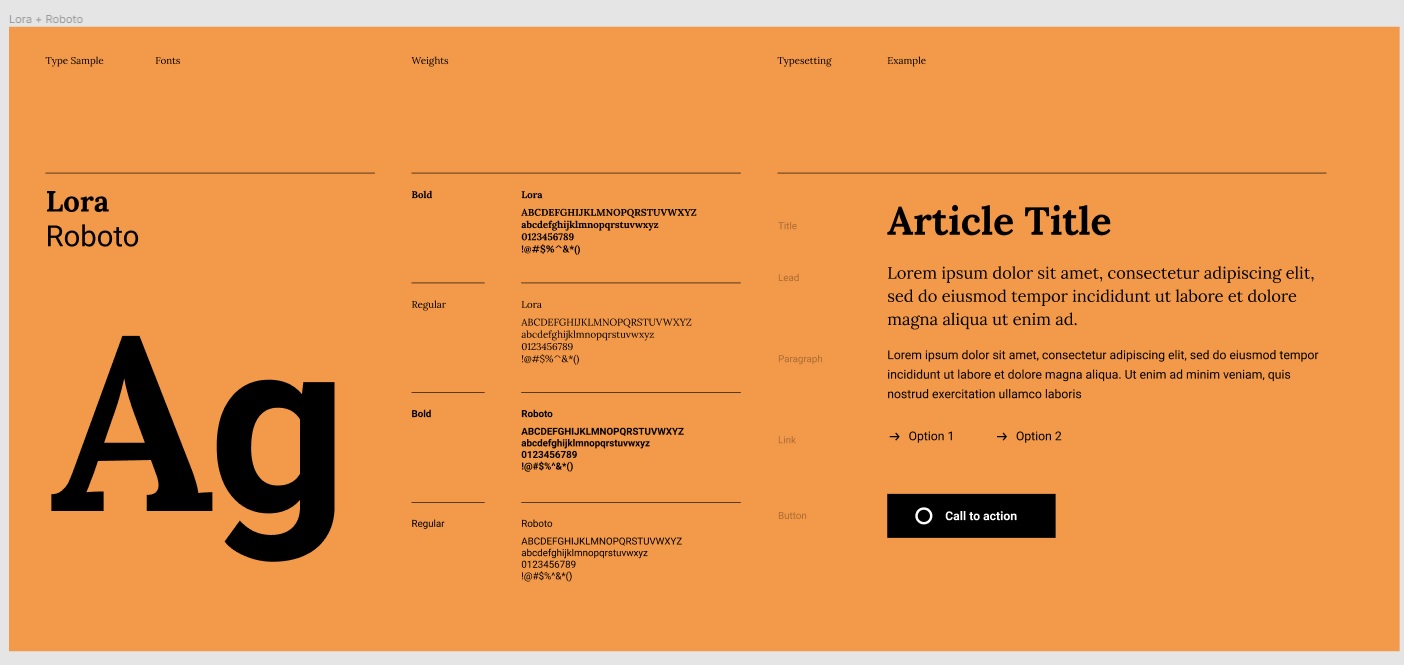 Lora + Roboto
Type Sample
Fonts
Weights
Typesetting
Example
Lora
Roboto
Ag
Bold
Lora
ABCDEFGHIJKLMNOPQRSTUVWXYZ
abcdefghijklmnopqrstuvwxyz
0123456789
!@#$%^&*()
Regular
Lora
ABCDEFGHIJKLMNOPQRSTUVWXYZ
abcdefghijklmnopqrstuvwxyz
0123456789
!@#$%^&*()
Bold
Roboto
ABCDEFGHIJKLMNOPQRSTUVWXYZ
abcdefghijklmnopqrstuvwxyz
0123456789
!@#$%^&*()
Regular
Roboto
ABCDEFGHIJKLMNOPQRSTUVWXYZ
abcdefghijklmnopqrstuvwxyz
0123456789
!@#$%^&*()
Title
Article Title
Lead
Lorem ipsum dolor sit amet, consectetur adipiscing elit,
sed do eiusmod tempor incididunt ut labore et dolore
magna aliqua ut enim ad.
Paragraph
Lorem ipsum dolor sit amet, consectetur adipiscing elit, sed do eiusmod tempor
incididunt ut labore et dolore magna aliqua. Ut enim ad minim veniam, quis
nostrud exercitation ullamco laboris
Link
→ Option 1
→ Option 2
Button
Call to action